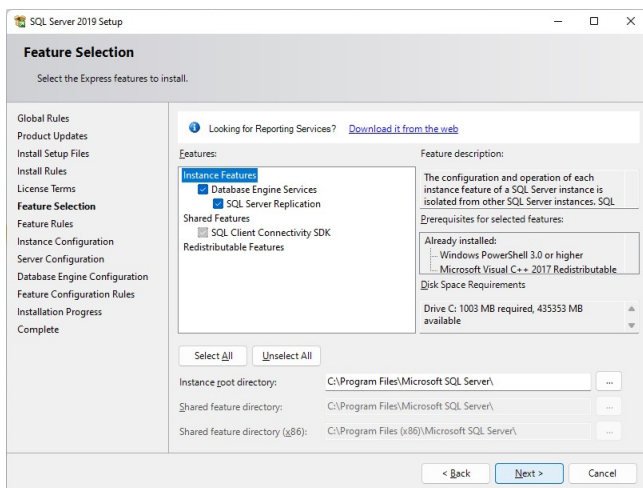 SQL Server 2019 Setup
Feature Selection
Select the Express features to install.
Global Rules
Product Updates
Install Setup Files
Install Rules
License Terms
Feature Selection
Feature Rules
Instance Configuration
Server Configuration
Database Engine Configuration
Feature Configuration Rules
Installation Progress
Complete
Looking for Reporting Services? Download it from the web
Features:
Instance Features
Database Engine Services
SQL Server Replication
Shared Features
SQL Client Connectivity SDK
Redistributable Features
Feature description:
The configuration and operation of each
instance feature of a SQL Server instance is
isolated from other SQL Server instances. SQL
Prerequisites for selected features:
Already installed:
Windows PowerShell 3.0 or higher
Microsoft Visual C++ 2017 Redistributable
Disk Space Requirements
Drive C: 1003 MB required, 435353 MB
available
Select All
Unselect All
Instance root directory: C:\Program Files\Microsoft SQL Server\ ...
Shared feature directory: C:\Program Files\Microsoft SQL Server\ ...
Shared feature directory (x86): C:\Program Files (x86)\Microsoft SQL Server\ ...
< Back
Next >
Cancel